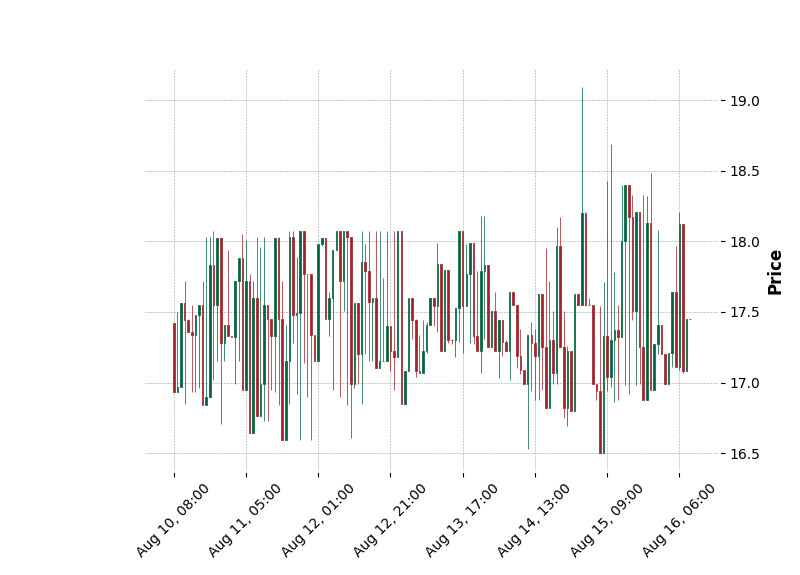 19.0
18.5
18.0
17.5
17.0
16.5
Price
Aug 10, 08:00
Aug 11, 05:00
Aug 12, 01:00
Aug 12, 21:00
Aug 13, 17:00
Aug 14, 13:00
Aug 15, 09:00
Aug 16, 06:00